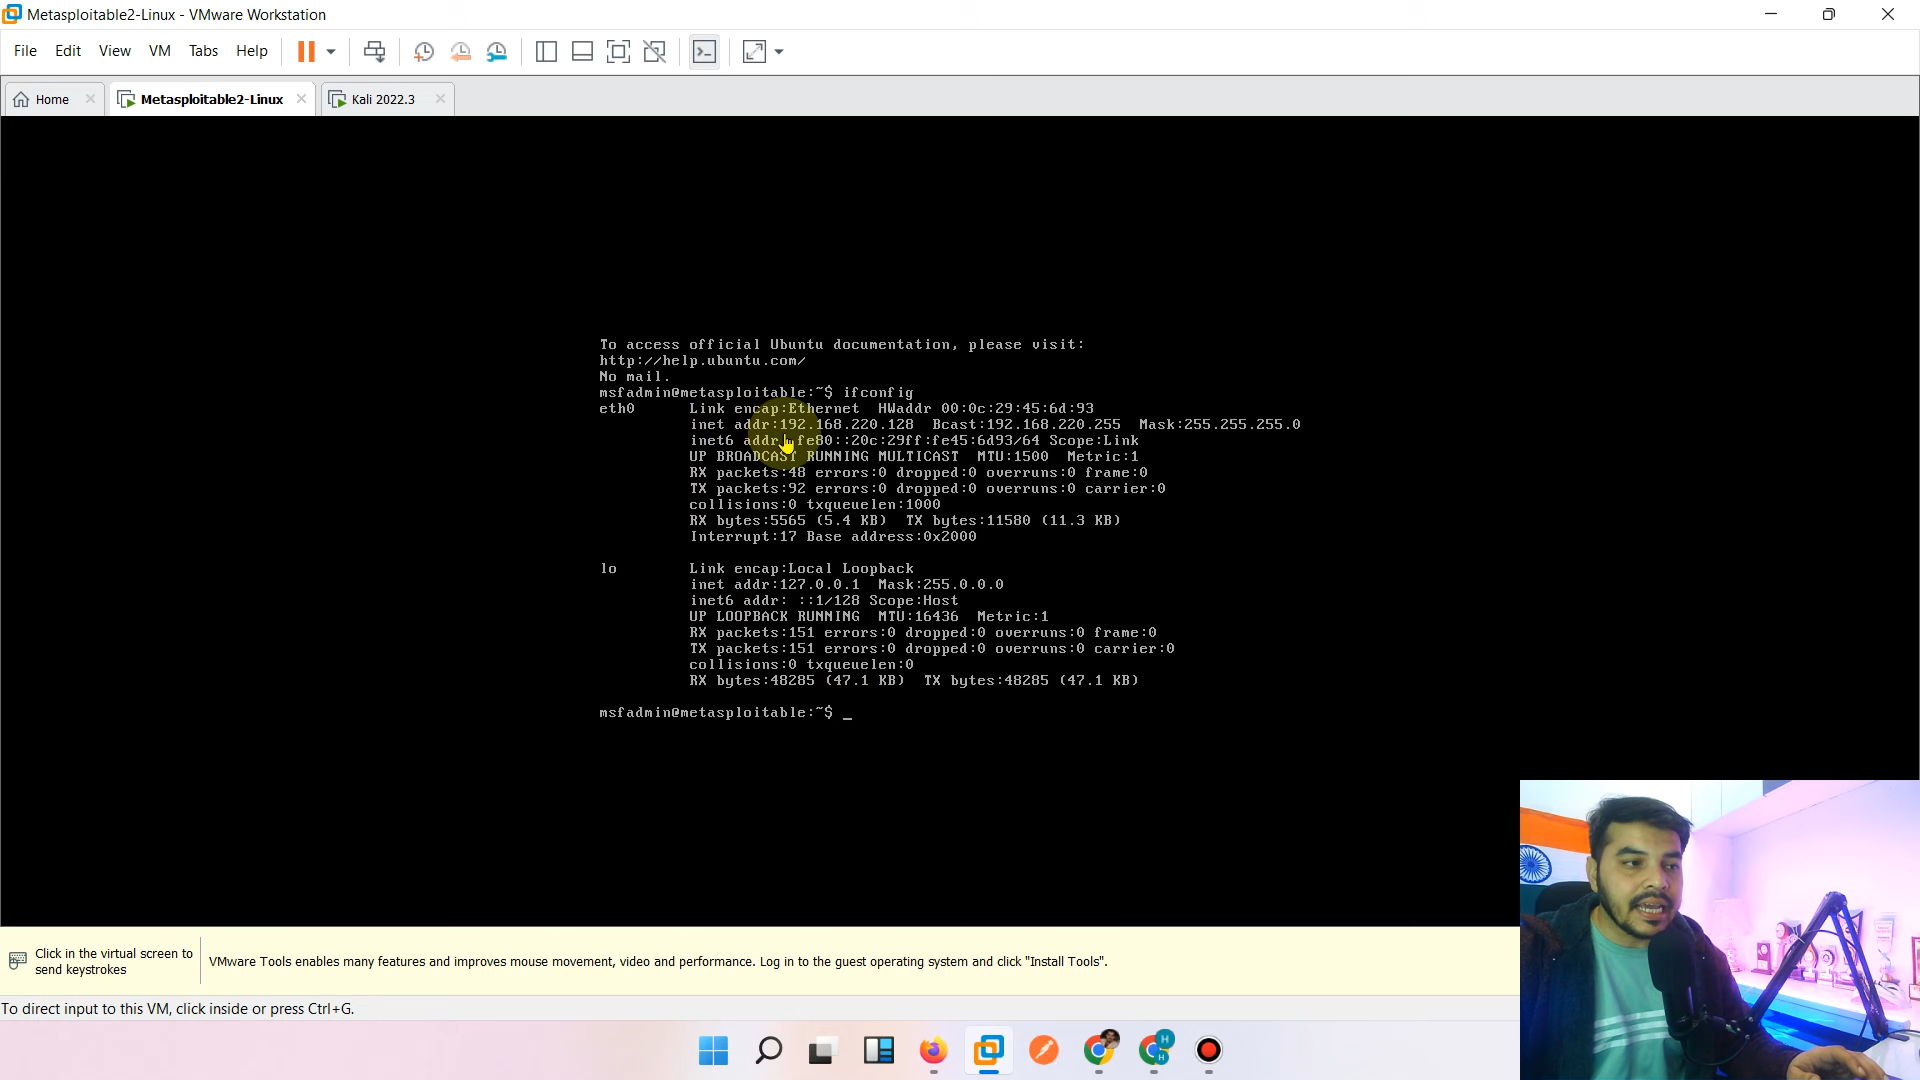 Metasploitable2-Linux - VMware Workstation
File Edit View VM Tabs Help
Home Metasploitable2-Linux Kali 2022.3
To access official Ubuntu documentation, please visit:
http://help.ubuntu.com/
No mail.
msfadmin@metasploitable:~$ ifconfig
eth0 Link encap:Ethernet HWaddr 00:0c:29:45:6d:93
inet addr:192.168.220.128 Bcast:192.168.220.255 Mask:255.255.255.0
inet6 addr: fe80::20c:29ff:fe45:6d93/64 Scope:Link
UP BROADCAST RUNNING MULTICAST MTU:1500 Metric:1
RX packets:48 errors:0 dropped:0 overruns:0 frame:0
TX packets:92 errors:0 dropped:0 overruns:0 carrier:0
collisions:0 txqueuelen:1000
RX bytes:5565 (5.4 KB) TX bytes:11580 (11.3 KB)
Interrupt:17 Base address:0x2000
lo Link encap:Local Loopback
inet addr:127.0.0.1 Mask:255.0.0.0
inet6 addr: ::1/128 Scope:Host
UP LOOPBACK RUNNING MTU:16436 Metric:1
RX packets:151 errors:0 dropped:0 overruns:0 frame:0
TX packets:151 errors:0 dropped:0 overruns:0 carrier:0
collisions:0 txqueuelen:0
RX bytes:48285 (47.1 KB) TX bytes:48285 (47.1 KB)
msfadmin@metasploitable:~$ _
Click in the virtual screen to
send keystrokes
VMware Tools enables many features and improves mouse movement, video and performance. Log in to the guest operating system and click "Install Tools".
To direct input to this VM, click inside or press Ctrl+G.